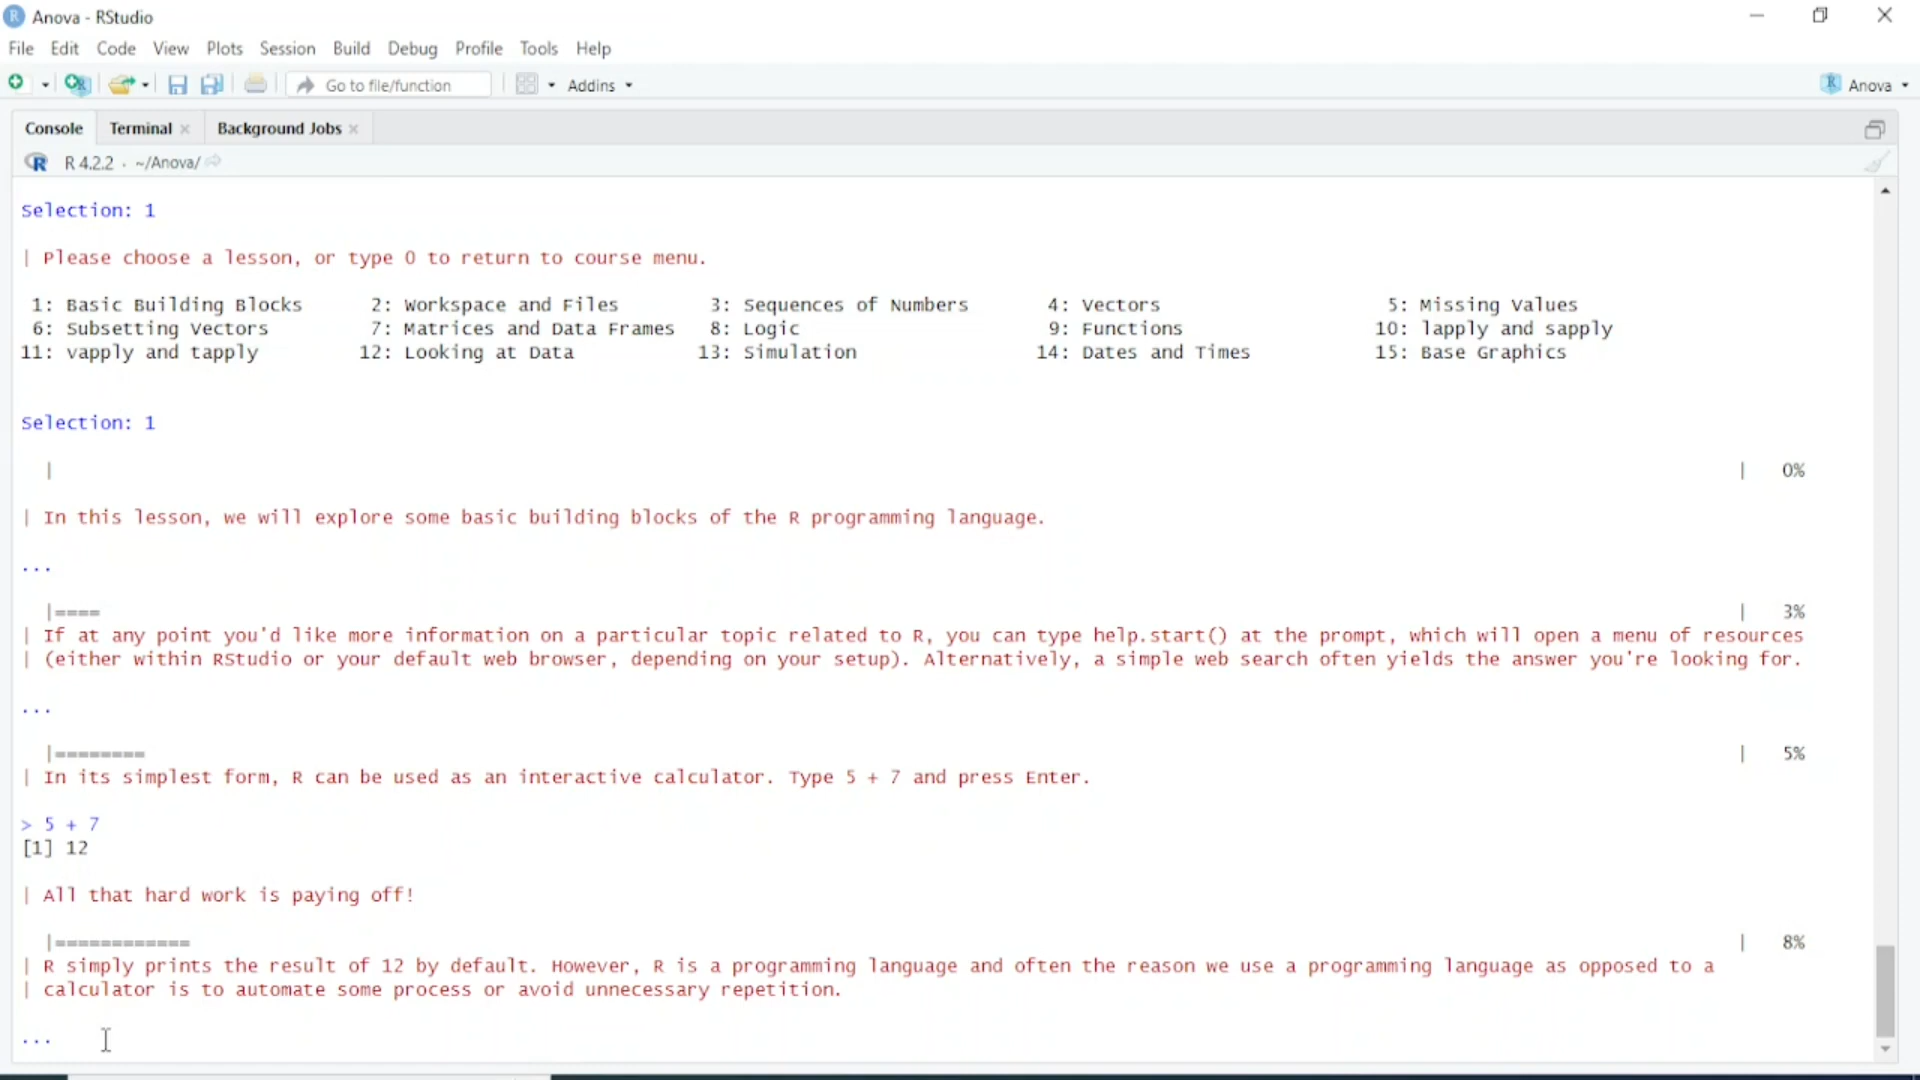 Anova - RStudio
File Edit Code View Plots Session Build Debug Profile Tools Help
Go to file/function Addins Anova
Console Terminal Background Jobs
R 4.2.2 · ~/Anova/
Selection: 1
| Please choose a lesson, or type 0 to return to course menu.
1: Basic Building Blocks 2: Workspace and Files 3: Sequences of Numbers 4: Vectors 5: Missing Values
6: Subsetting Vectors 7: Matrices and Data Frames 8: Logic 9: Functions 10: lapply and sapply
11: vapply and tapply 12: Looking at Data 13: Simulation 14: Dates and Times 15: Base Graphics
Selection: 1
| | 0%
| In this lesson, we will explore some basic building blocks of the R programming language.
...
|==== | 3%
| If at any point you'd like more information on a particular topic related to R, you can type help.start() at the prompt, which will open a menu of resources
| (either within RStudio or your default web browser, depending on your setup). Alternatively, a simple web search often yields the answer you're looking for.
...
|======== | 5%
| In its simplest form, R can be used as an interactive calculator. Type 5 + 7 and press Enter.
> 5 + 7
[1] 12
| All that hard work is paying off!
|============ | 8%
| R simply prints the result of 12 by default. However, R is a programming language and often the reason we use a programming language as opposed to a
| calculator is to automate some process or avoid unnecessary repetition.
...